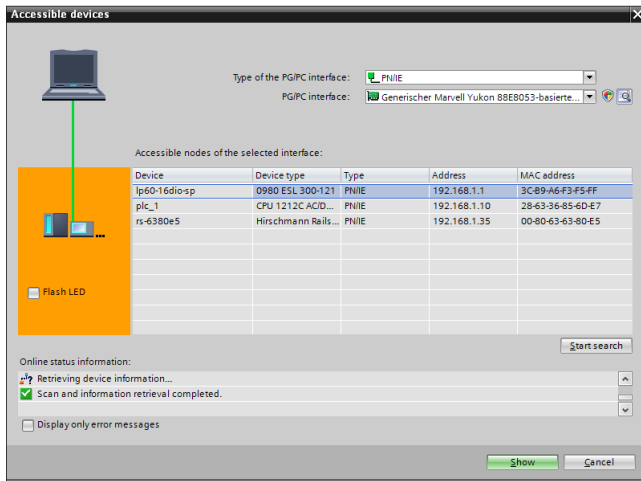 Accessible devices
Type of the PG/PC interface: PN/IE
PG/PC interface: Generischer Marvell Yukon 88E8053-basierte...
Accessible nodes of the selected interface:
Device Device type Type Address MAC address
lp60-16dio-sp 0980 ESL 300-121 PN/IE 192.168.1.1 3C-B9-A6-F3-F5-FF
plc_1 CPU 1212C AC/D... PN/IE 192.168.1.10 28-63-36-85-6D-E7
rs-6380e5 Hirschmann Rails... PN/IE 192.168.1.35 00-80-63-63-80-E5
Flash LED
Start search
Online status information:
Retrieving device information...
Scan and information retrieval completed.
Display only error messages
Show Cancel